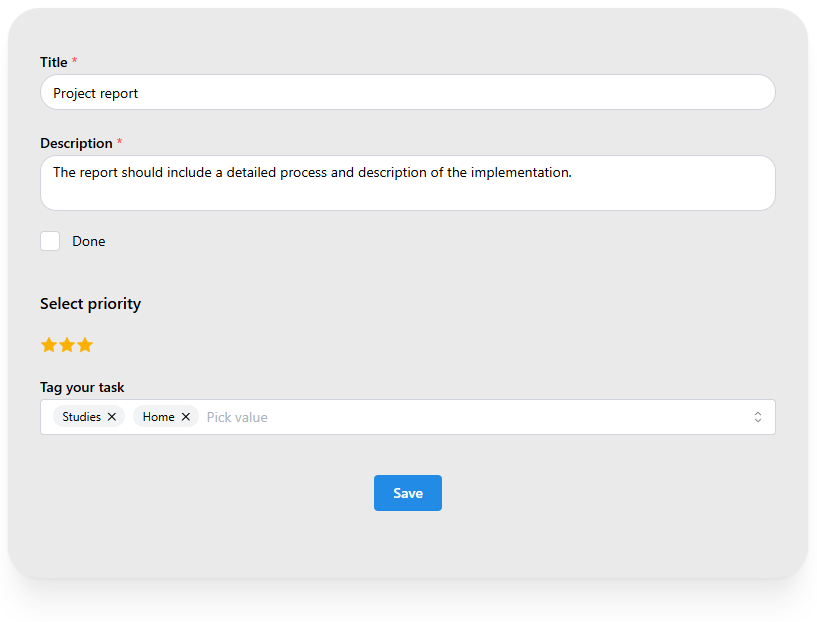 Title *
Project report
Description *
The report should include a detailed process and description of the implementation.
Done
Select priority
Tag your task
Studies Home Pick value
Save